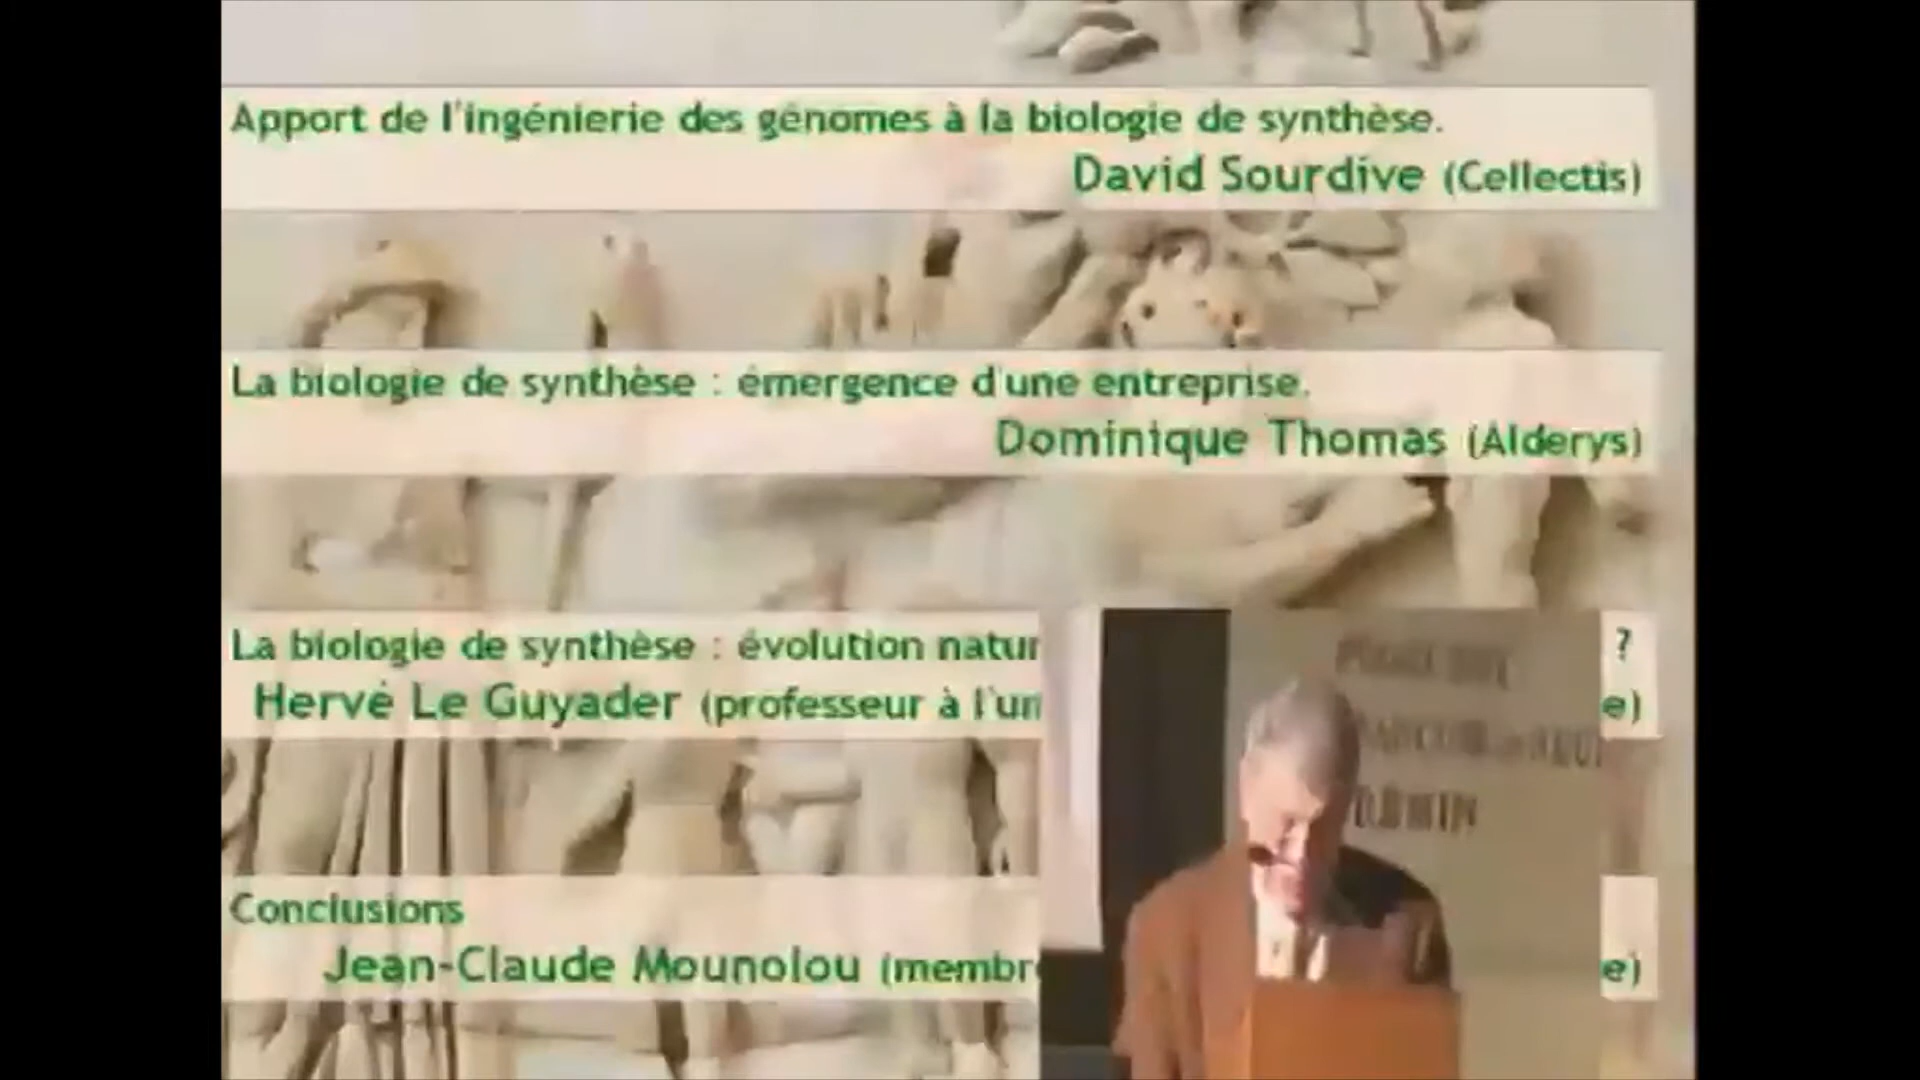 Apport de l'ingénierie des génomes à la biologie de synthèse.
David Sourdive (Cellectis)
La biologie de synthèse : émergence d'une entreprise.
Dominique Thomas (Alderys)
La biologie de synthèse : évolution natur ?
Hervé Le Guyader (professeur à l'un e)
Conclusions
Jean-Claude Mounolou (membr e)